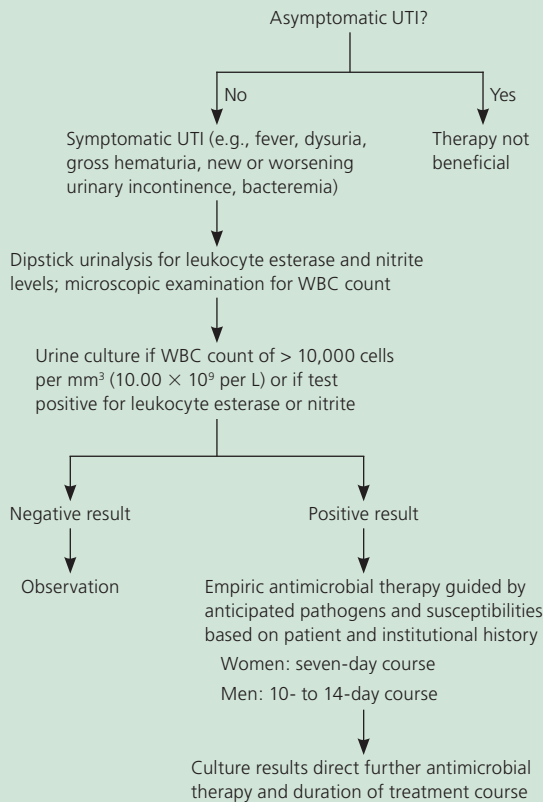 Asymptomatic UTI?
No
Yes
Symptomatic UTI (e.g., fever, dysuria,
gross hematuria, new or worsening
urinary incontinence, bacteremia)
Therapy not
beneficial
Dipstick urinalysis for leukocyte esterase and nitrite
levels; microscopic examination for WBC count
Urine culture if WBC count of > 10,000 cells
per mm³ (10.00 × 10⁹ per L) or if test
positive for leukocyte esterase or nitrite
Negative result
Positive result
Observation
Empiric antimicrobial therapy guided by
anticipated pathogens and susceptibilities
based on patient and institutional history
Women: seven-day course
Men: 10- to 14-day course
Culture results direct further antimicrobial
therapy and duration of treatment course